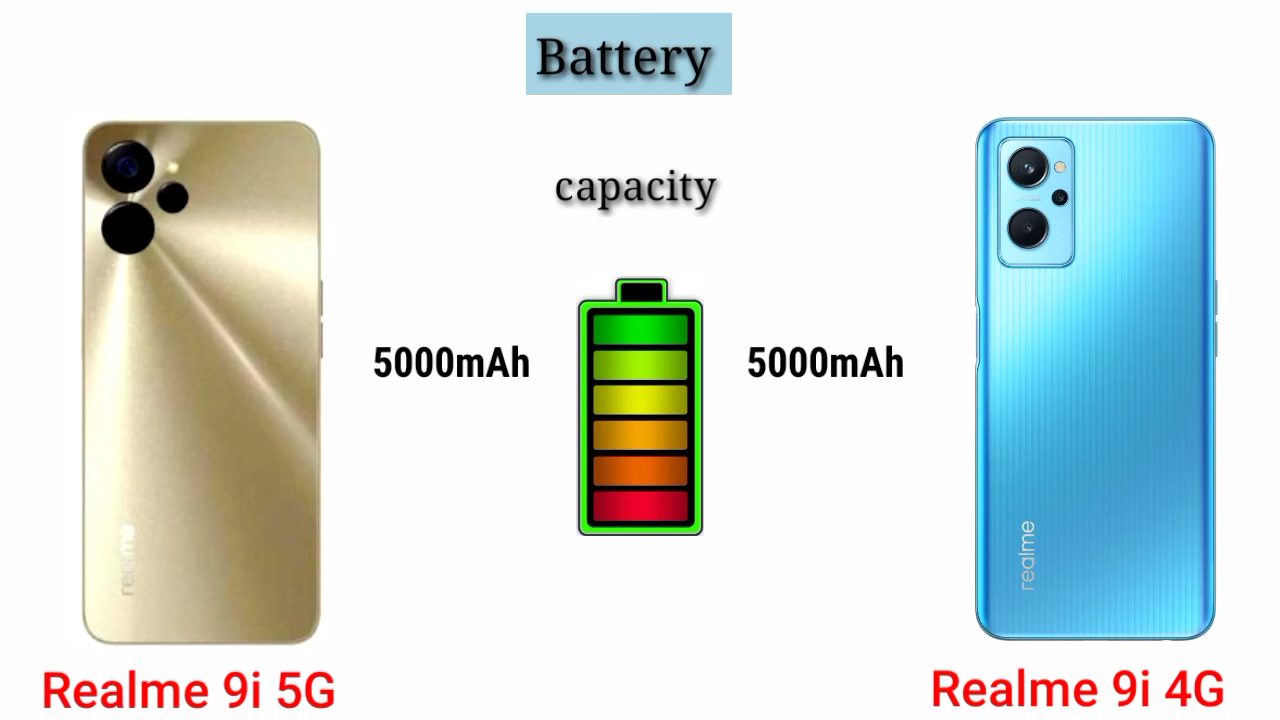 Battery
capacity
5000mAh
5000mAh
realme
realme
Realme 9i 5G
Realme 9i 4G